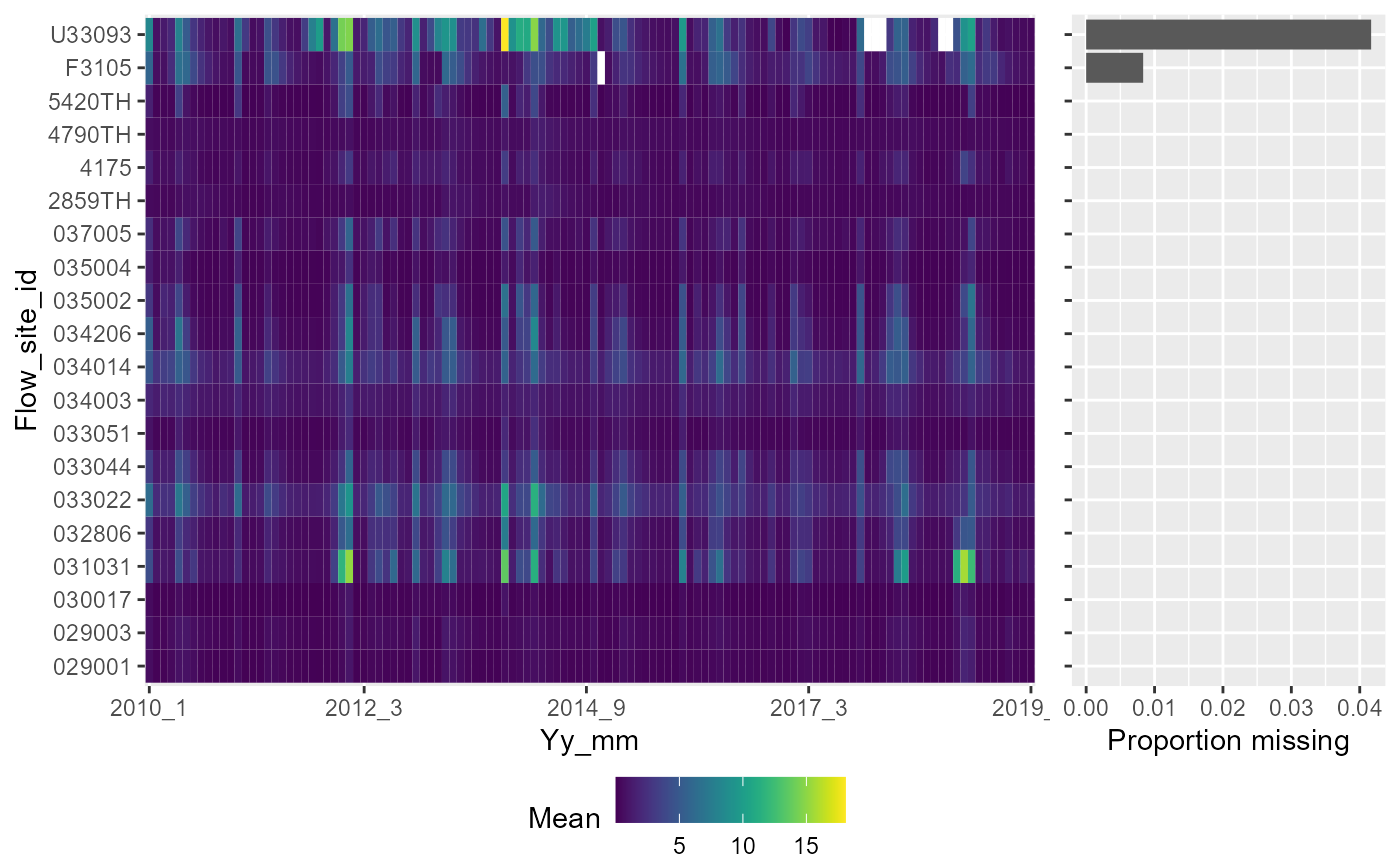 U33093
F3105
5420TH
4790TH
4175
2859TH
037005
035004
035002
034206
034014
034003
033051
033044
033022
032806
031031
030017
029003
029001
Flow_site_id
2010_1 2012_3 2014_9 2017_3 2019_
0.00 0.01 0.02 0.03 0.04
Yy_mm
Proportion missing
Mean
5 10 15